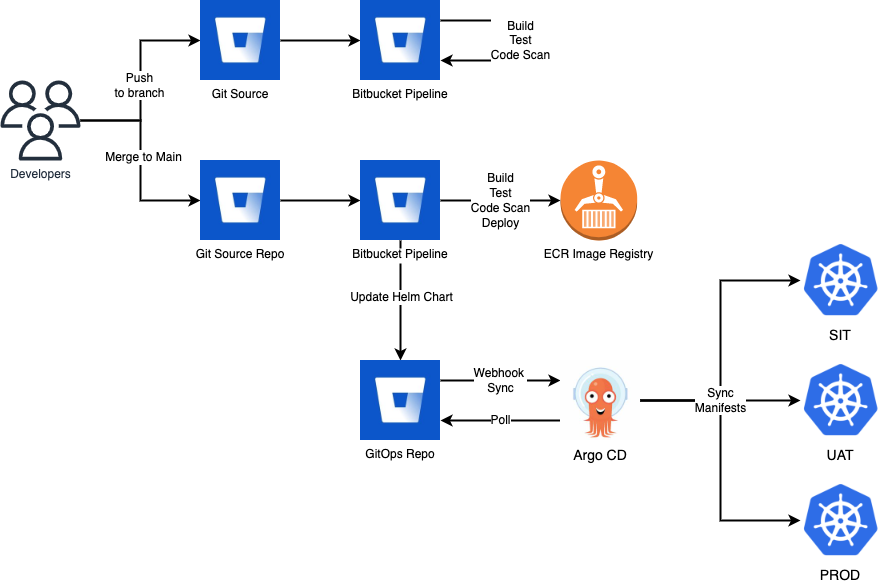 Build
Test
Code Scan
Push
to branch
Git Source
Bitbucket Pipeline
Developers
Merge to Main
Build
Test
Code Scan
Deploy
Git Source Repo
Bitbucket Pipeline
ECR Image Registry
Update Helm Chart
SIT
Webhook
Sync
Poll
Sync
Manifests
GitOps Repo
Argo CD
UAT
PROD